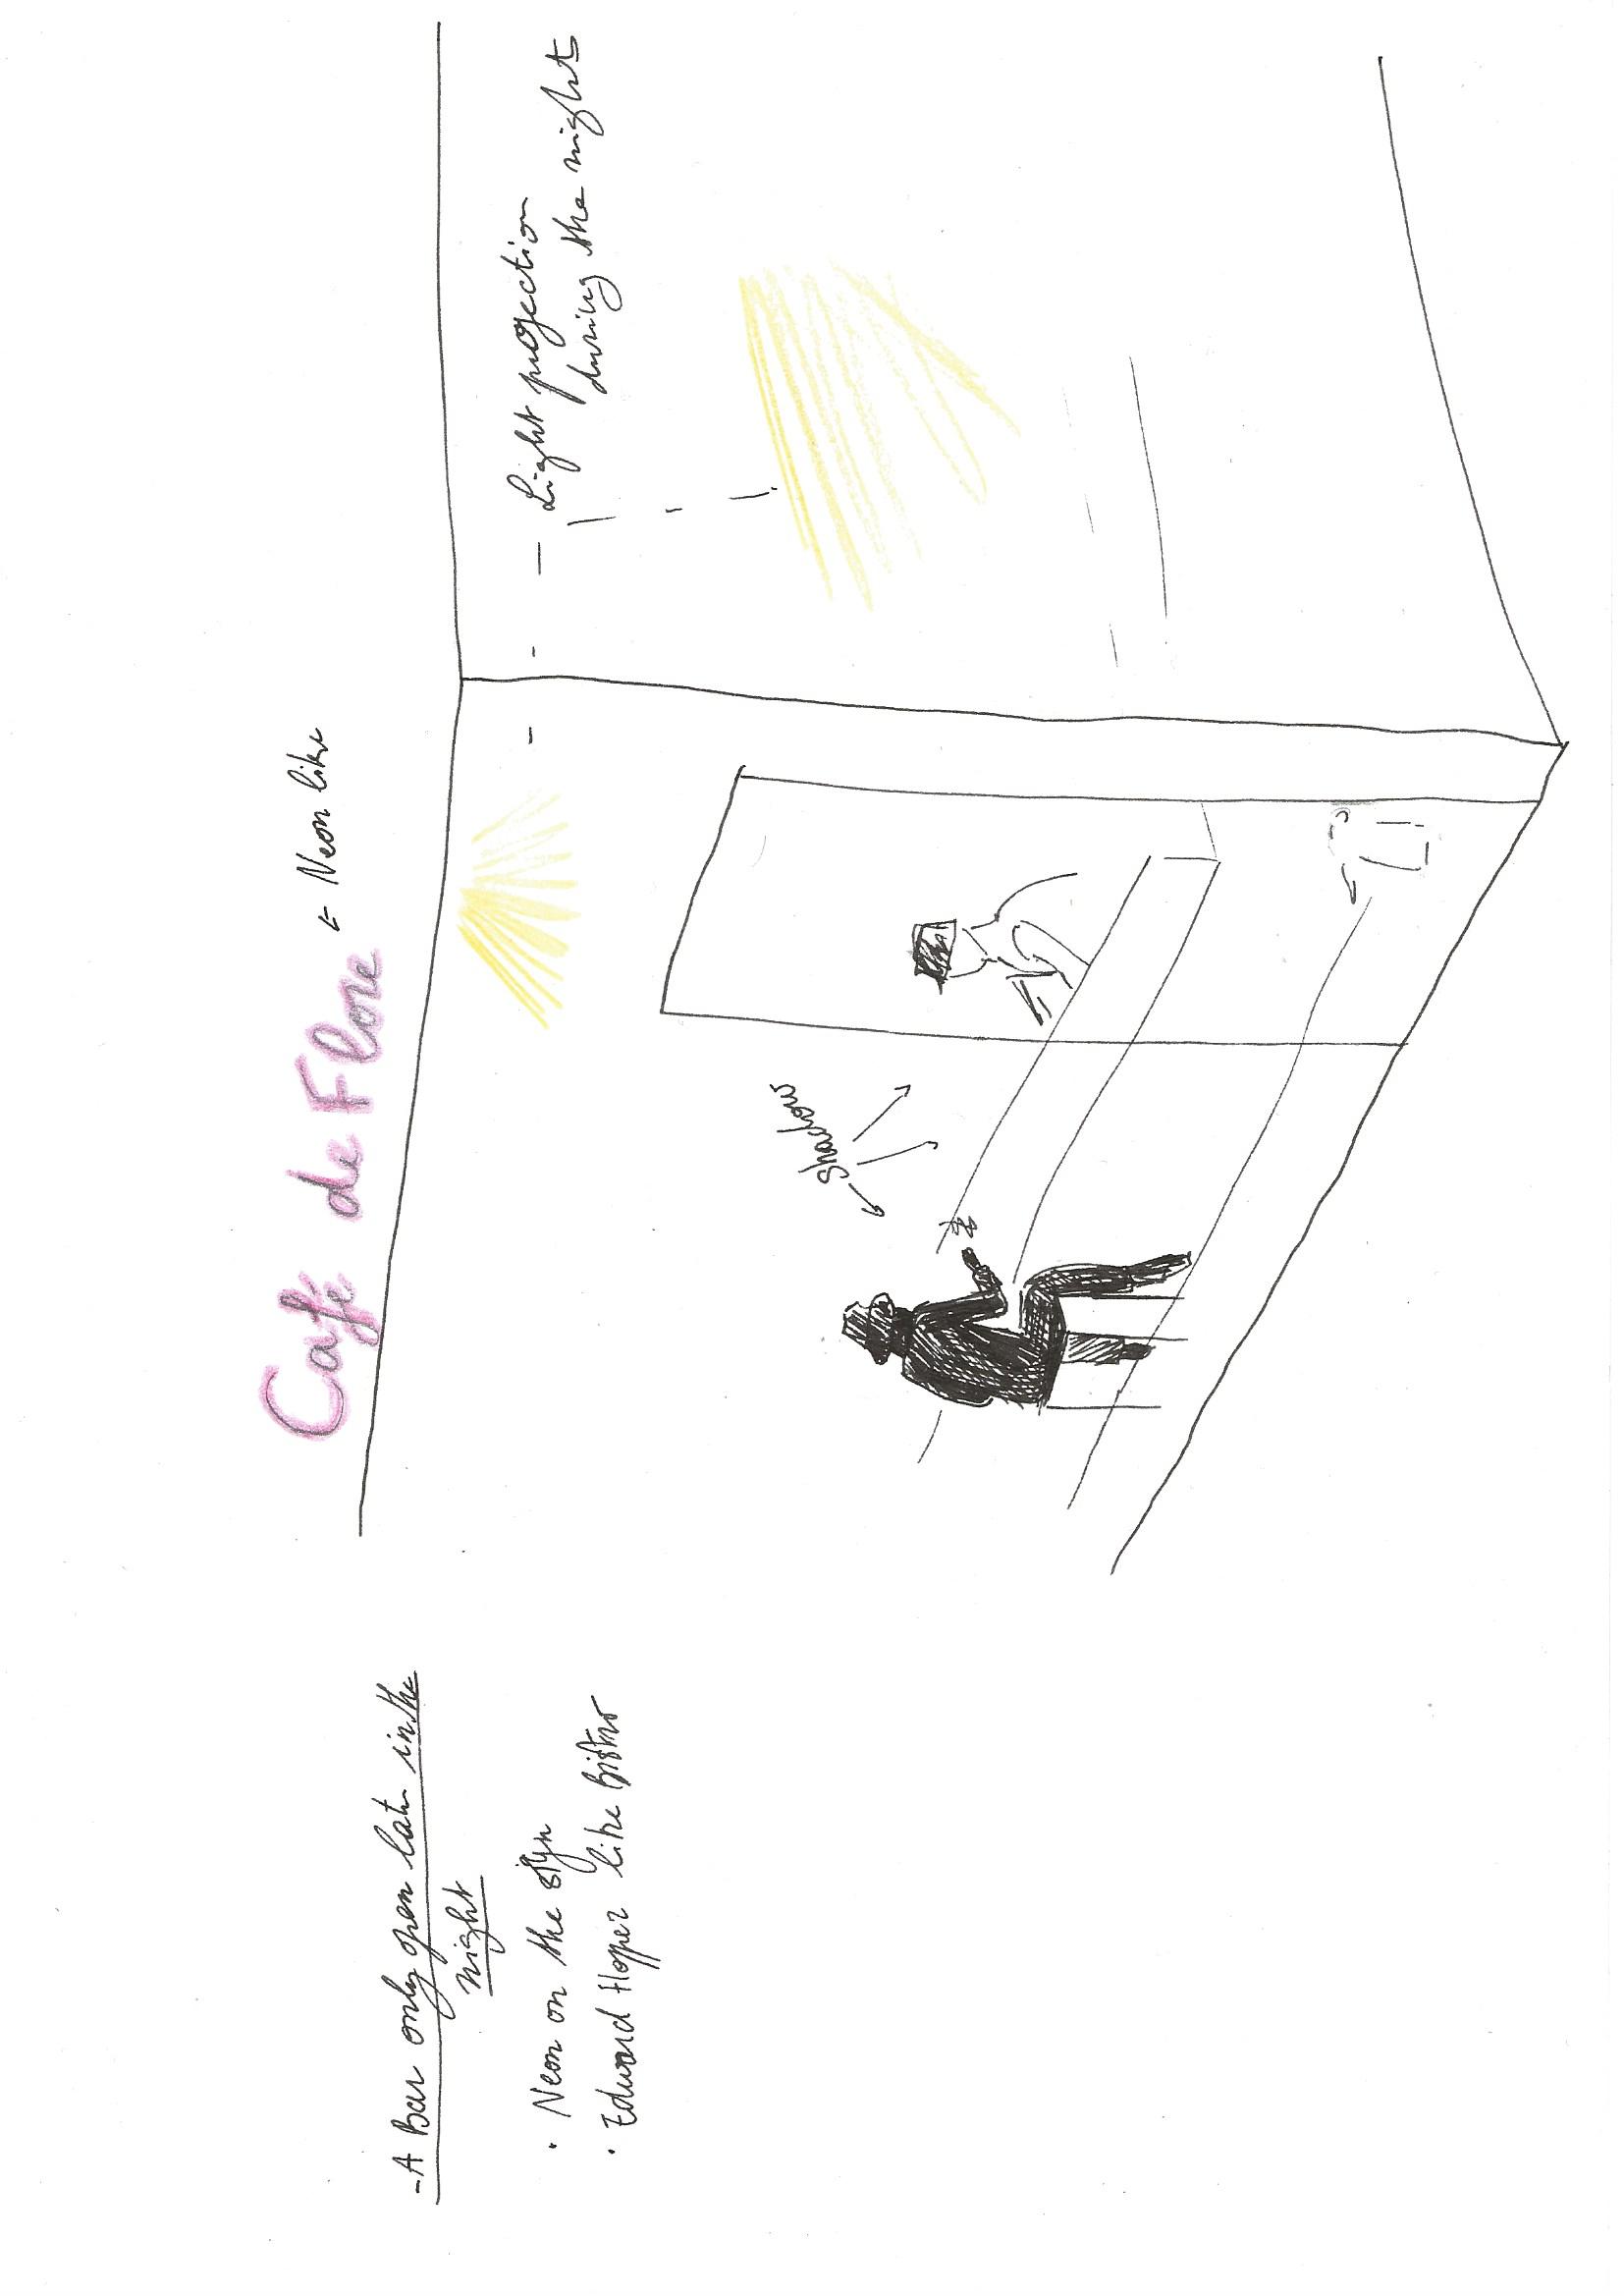 Café de Flore
← Neon like
- A Bar only open late in the
night
• Neon on the sign
• Edward Hopper like Bistro
Light projection
during the nights
shadow